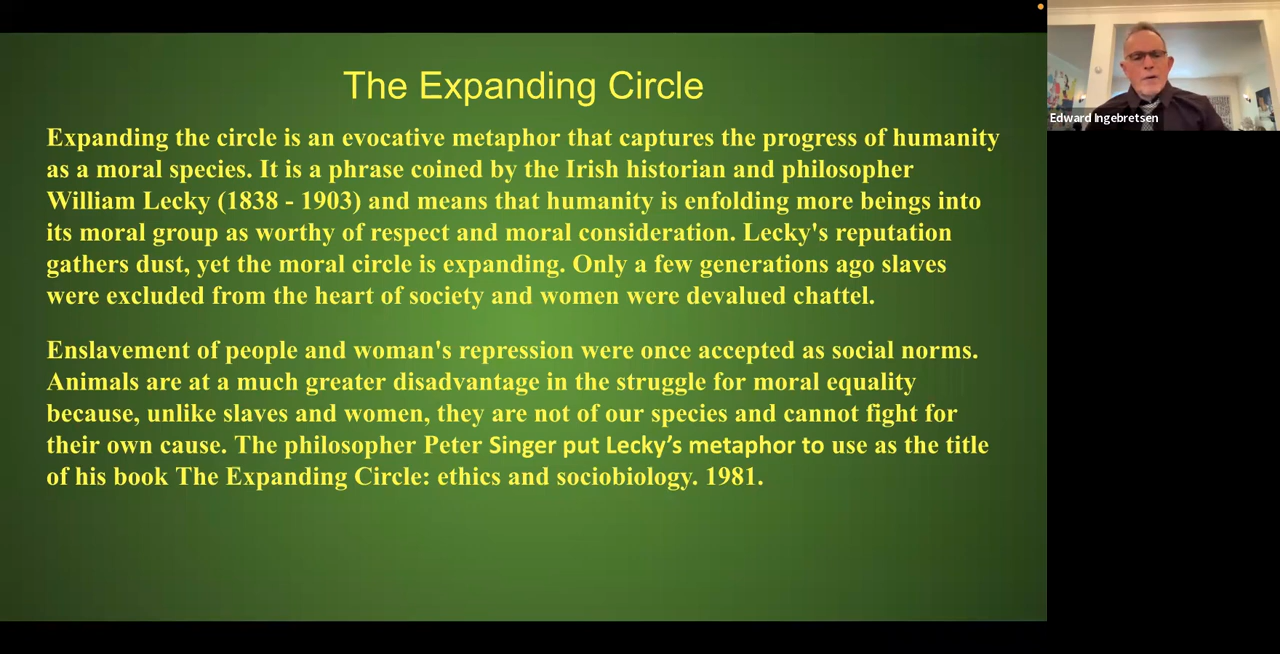 The Expanding Circle
Expanding the circle is an evocative metaphor that captures the progress of humanity
as a moral species. It is a phrase coined by the Irish historian and philosopher
William Lecky (1838 - 1903) and means that humanity is enfolding more beings into
its moral group as worthy of respect and moral consideration. Lecky's reputation
gathers dust, yet the moral circle is expanding. Only a few generations ago slaves
were excluded from the heart of society and women were devalued chattel.
Enslavement of people and woman's repression were once accepted as social norms.
Animals are at a much greater disadvantage in the struggle for moral equality
because, unlike slaves and women, they are not of our species and cannot fight for
their own cause. The philosopher Peter Singer put Lecky’s metaphor to use as the title
of his book The Expanding Circle: ethics and sociobiology. 1981.
Edward Ingebretsen